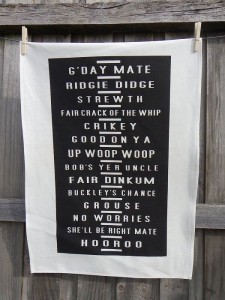 G'DAY MATE
RIDGIE DIDGE
STREWTH
FAIR CRACK OF THE WHIP
CRIKEY
GOOD ON YA
UP WOOP WOOP
BOB'S YER UNCLE
FAIR DINKUM
BUCKLEY'S CHANCE
GROUSE
NO WORRIES
SHE'LL BE RIGHT MATE
HOOROO